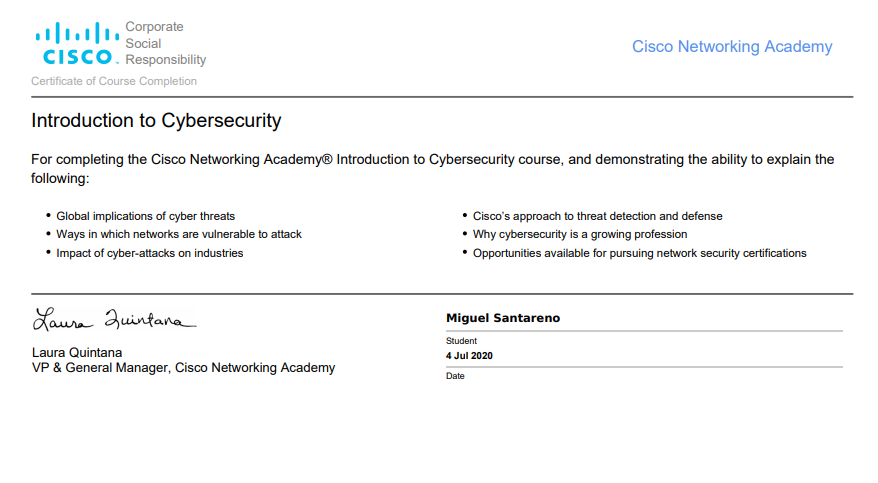 Corporate
Social
CISCO. Responsibility
Cisco Networking Academy
Certificate of Course Completion
Introduction to Cybersecurity
For completing the Cisco Networking Academy® Introduction to Cybersecurity course, and demonstrating the ability to explain the
following:
• Global implications of cyber threats
• Ways in which networks are vulnerable to attack
• Impact of cyber-attacks on industries
• Cisco's approach to threat detection and defense
• Why cybersecurity is a growing profession
• Opportunities available for pursuing network security certifications
Laura Quintana
Laura Quintana
VP & General Manager, Cisco Networking Academy
Miguel Santareno
Student
4 Jul 2020
Date